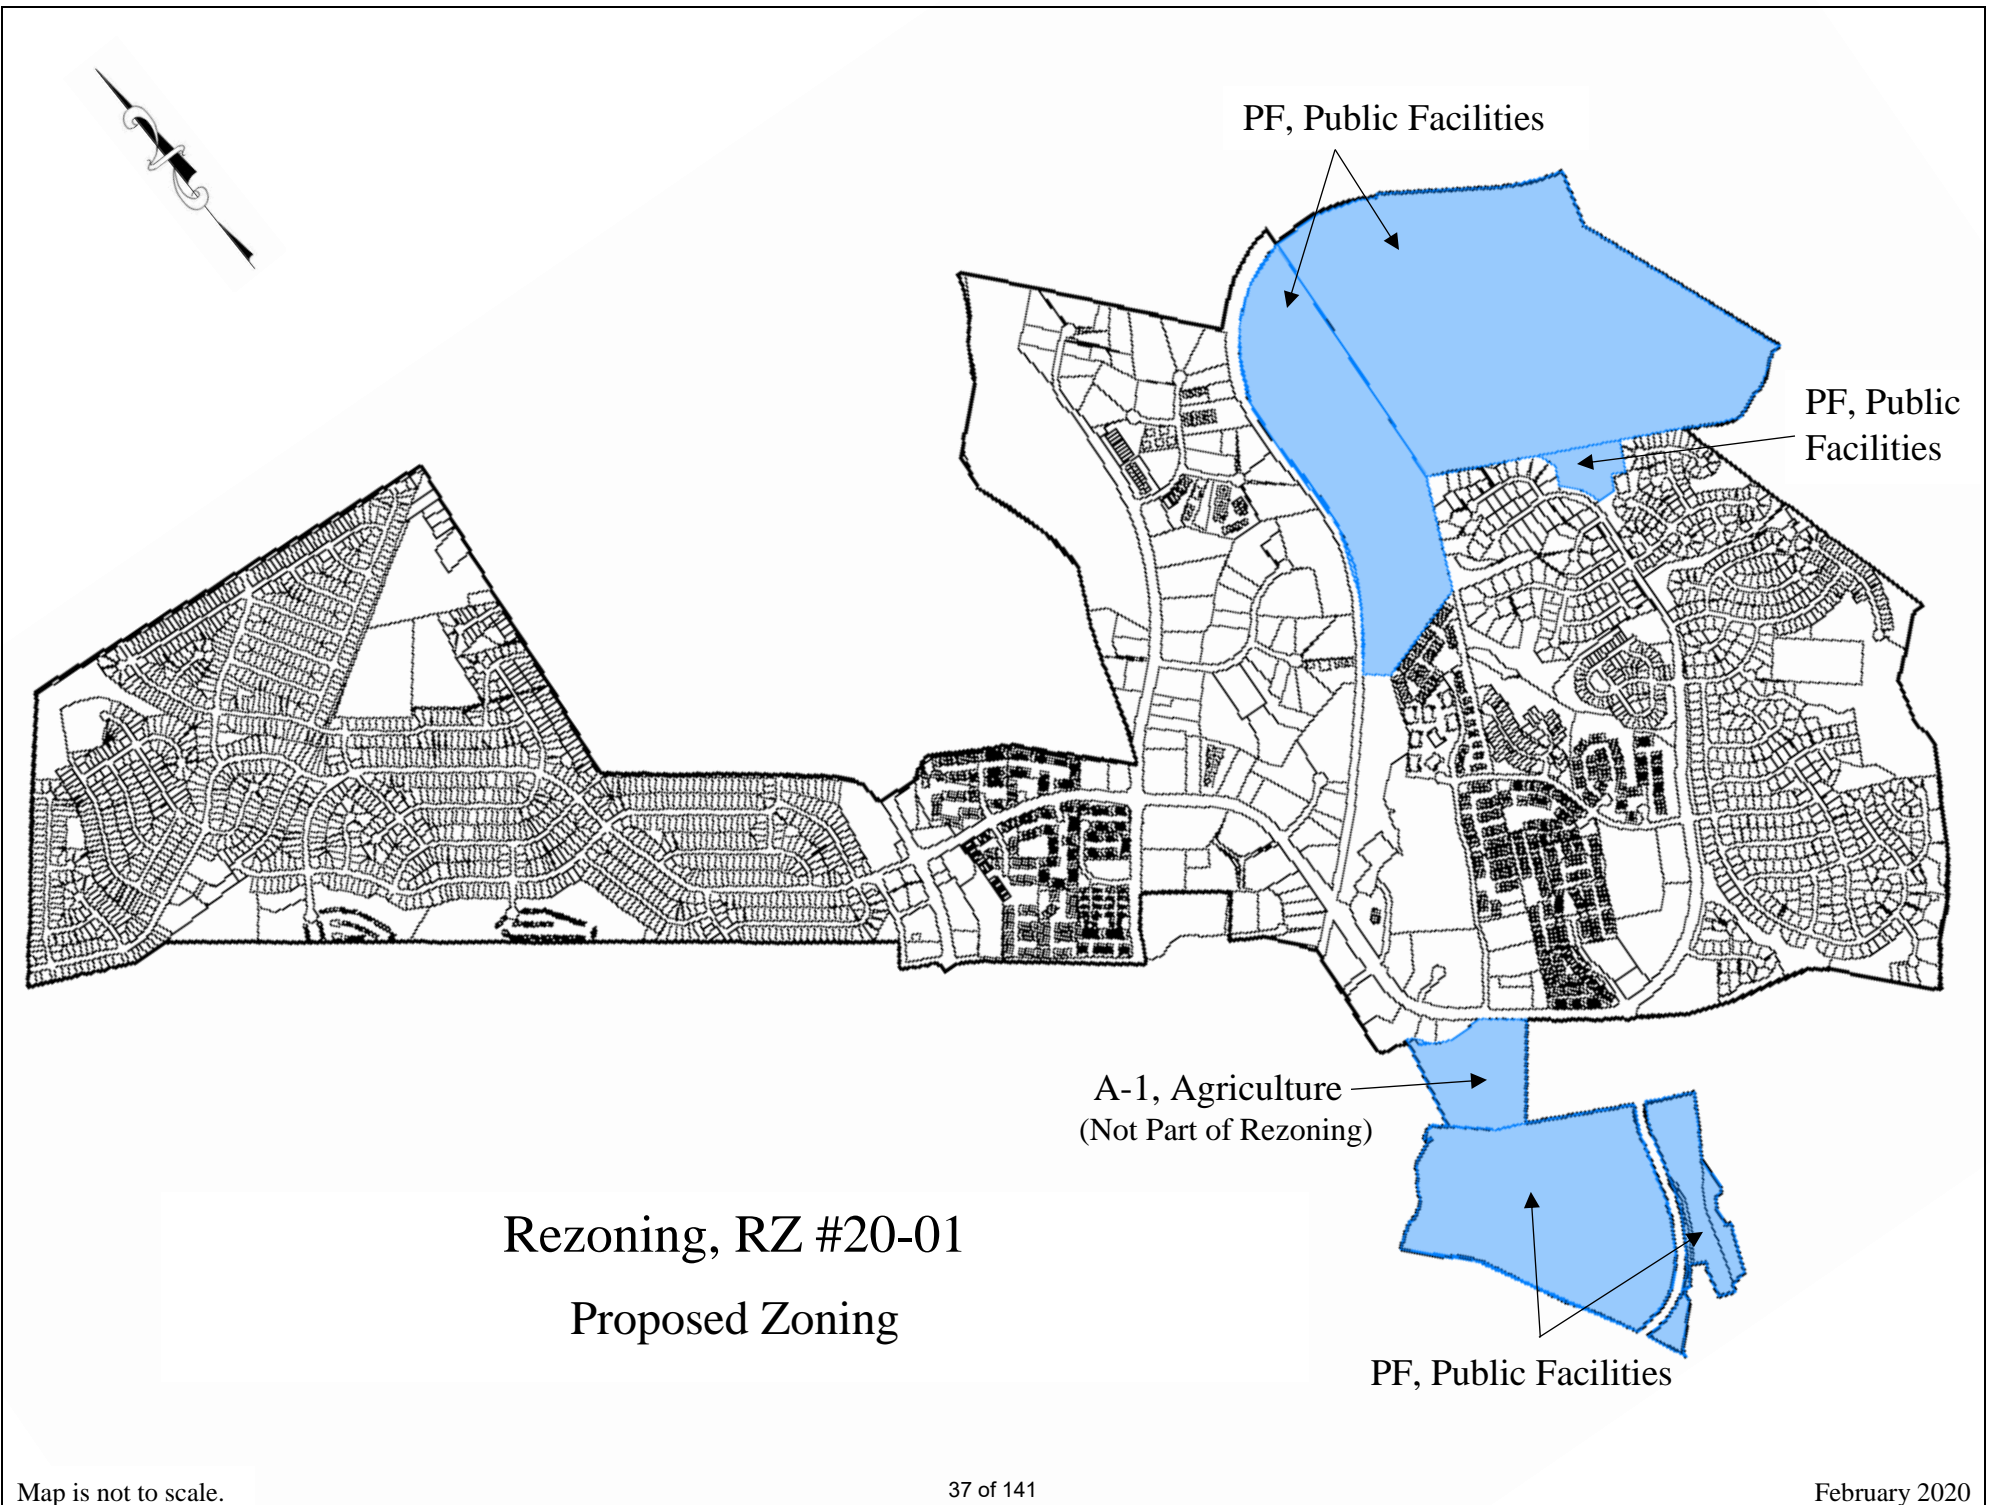 PF, Public Facilities
PF, Public
Facilities
A-1, Agriculture
(Not Part of Rezoning)
Rezoning, RZ #20-01
Proposed Zoning
PF, Public Facilities
Map is not to scale.
37 of 141
February 2020